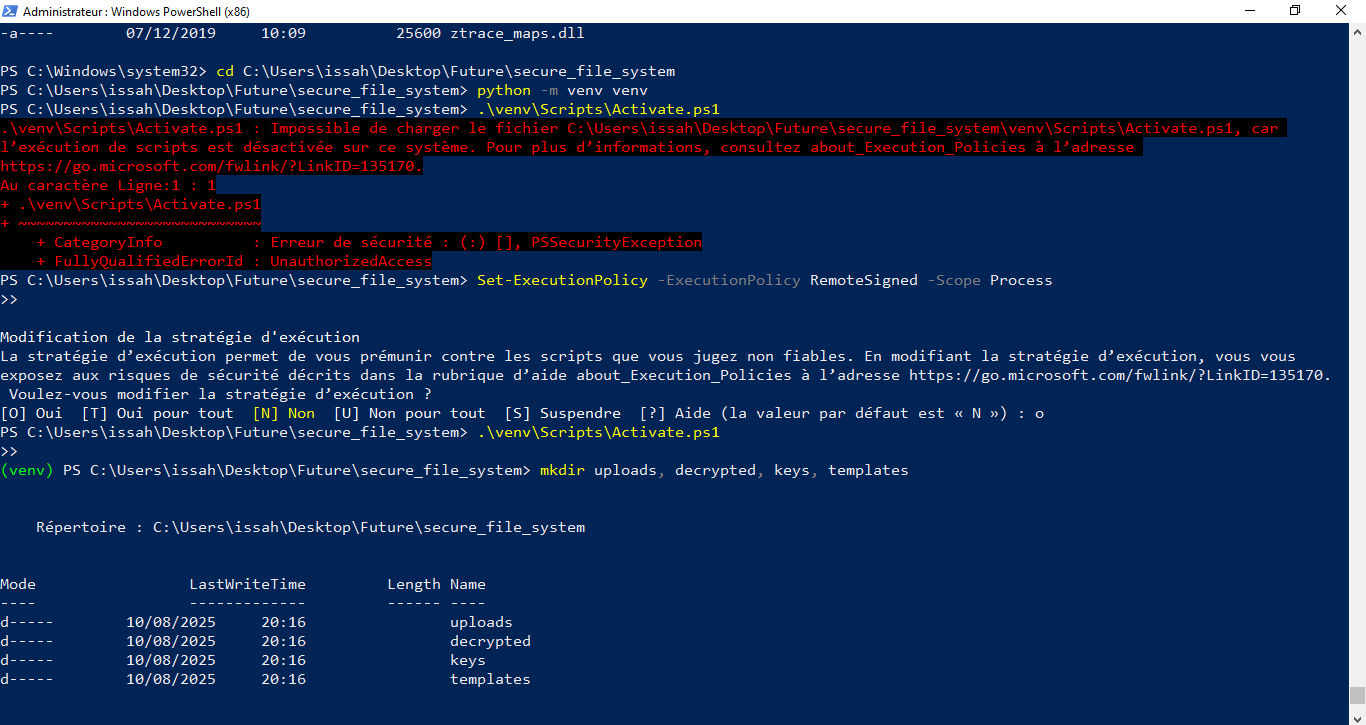 Administrateur : Windows PowerShell (x86)
-a---- 07/12/2019 10:09 25600 ztrace_maps.dll
PS C:\Windows\system32> cd C:\Users\issah\Desktop\Future\secure_file_system
PS C:\Users\issah\Desktop\Future\secure_file_system> python -m venv venv
PS C:\Users\issah\Desktop\Future\secure_file_system> .\venv\Scripts\Activate.ps1
.\venv\Scripts\Activate.ps1 : Impossible de charger le fichier C:\Users\issah\Desktop\Future\secure_file_system\venv\Scripts\Activate.ps1, car
l’exécution de scripts est désactivée sur ce système. Pour plus d’informations, consultez about_Execution_Policies à l’adresse
https://go.microsoft.com/fwlink/?LinkID=135170.
Au caractère Ligne:1 : 1
+ .\venv\Scripts\Activate.ps1
+ ~~~~~~~~~~~~~~~~~~~~~~~~~~~
+ CategoryInfo : Erreur de sécurité : (:) [], PSSecurityException
+ FullyQualifiedErrorId : UnauthorizedAccess
PS C:\Users\issah\Desktop\Future\secure_file_system> Set-ExecutionPolicy -ExecutionPolicy RemoteSigned -Scope Process
>>
Modification de la stratégie d'exécution
La stratégie d’exécution permet de vous prémunir contre les scripts que vous jugez non fiables. En modifiant la stratégie d’exécution, vous vous
exposez aux risques de sécurité décrits dans la rubrique d’aide about_Execution_Policies à l’adresse https://go.microsoft.com/fwlink/?LinkID=135170.
Voulez-vous modifier la stratégie d’exécution ?
[O] Oui [T] Oui pour tout [N] Non [U] Non pour tout [S] Suspendre [?] Aide (la valeur par défaut est « N ») : o
PS C:\Users\issah\Desktop\Future\secure_file_system> .\venv\Scripts\Activate.ps1
>>
(venv) PS C:\Users\issah\Desktop\Future\secure_file_system> mkdir uploads, decrypted, keys, templates
Répertoire : C:\Users\issah\Desktop\Future\secure_file_system
Mode LastWriteTime Length Name
---- ------------- ------ ----
d----- 10/08/2025 20:16 uploads
d----- 10/08/2025 20:16 decrypted
d----- 10/08/2025 20:16 keys
d----- 10/08/2025 20:16 templates